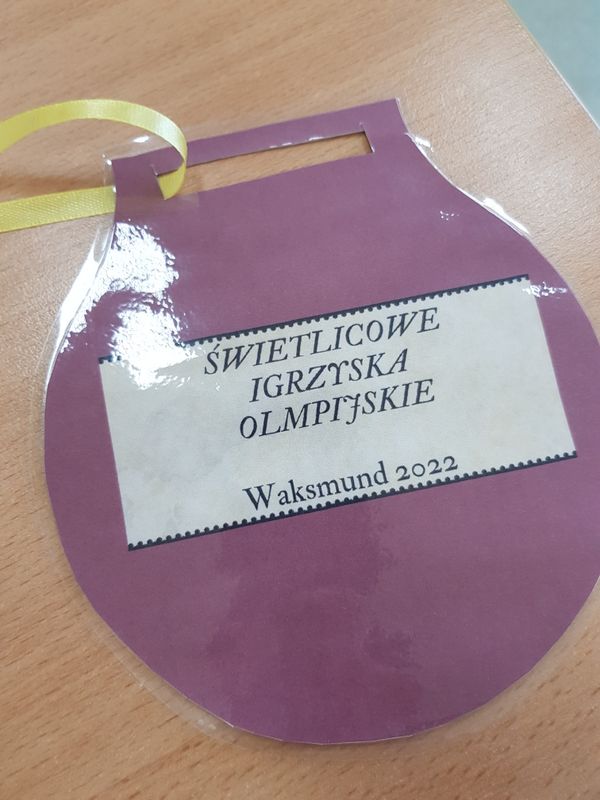 ŚWIETLICOWE
IGRZYSKA
OLMPIJSKIE
Waksmund 2022